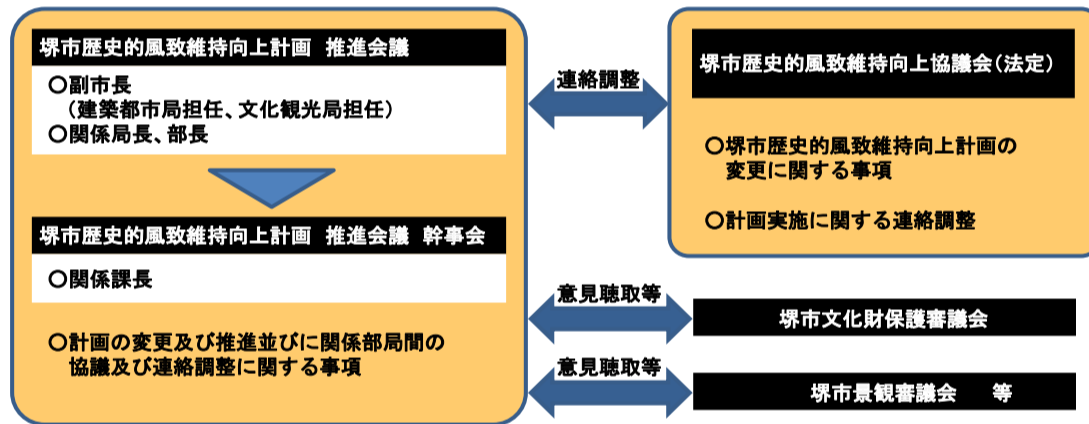 堺市歴史的風致維持向上計画 推進会議
〇副市長
(建築都市局担任、文化観光局担任)
〇関係局長、部長
堺市歴史的風致維持向上計画 推進会議 幹事会
〇関係課長
〇計画の変更及び推進並びに関係部局間の
協議及び連絡調整に関する事項
連絡調整
堺市歴史的風致維持向上協議会(法定)
〇堺市歴史的風致維持向上計画の
変更に関する事項
〇計画実施に関する連絡調整
意見聴取等
堺市文化財保護審議会
意見聴取等
堺市景観審議会 等